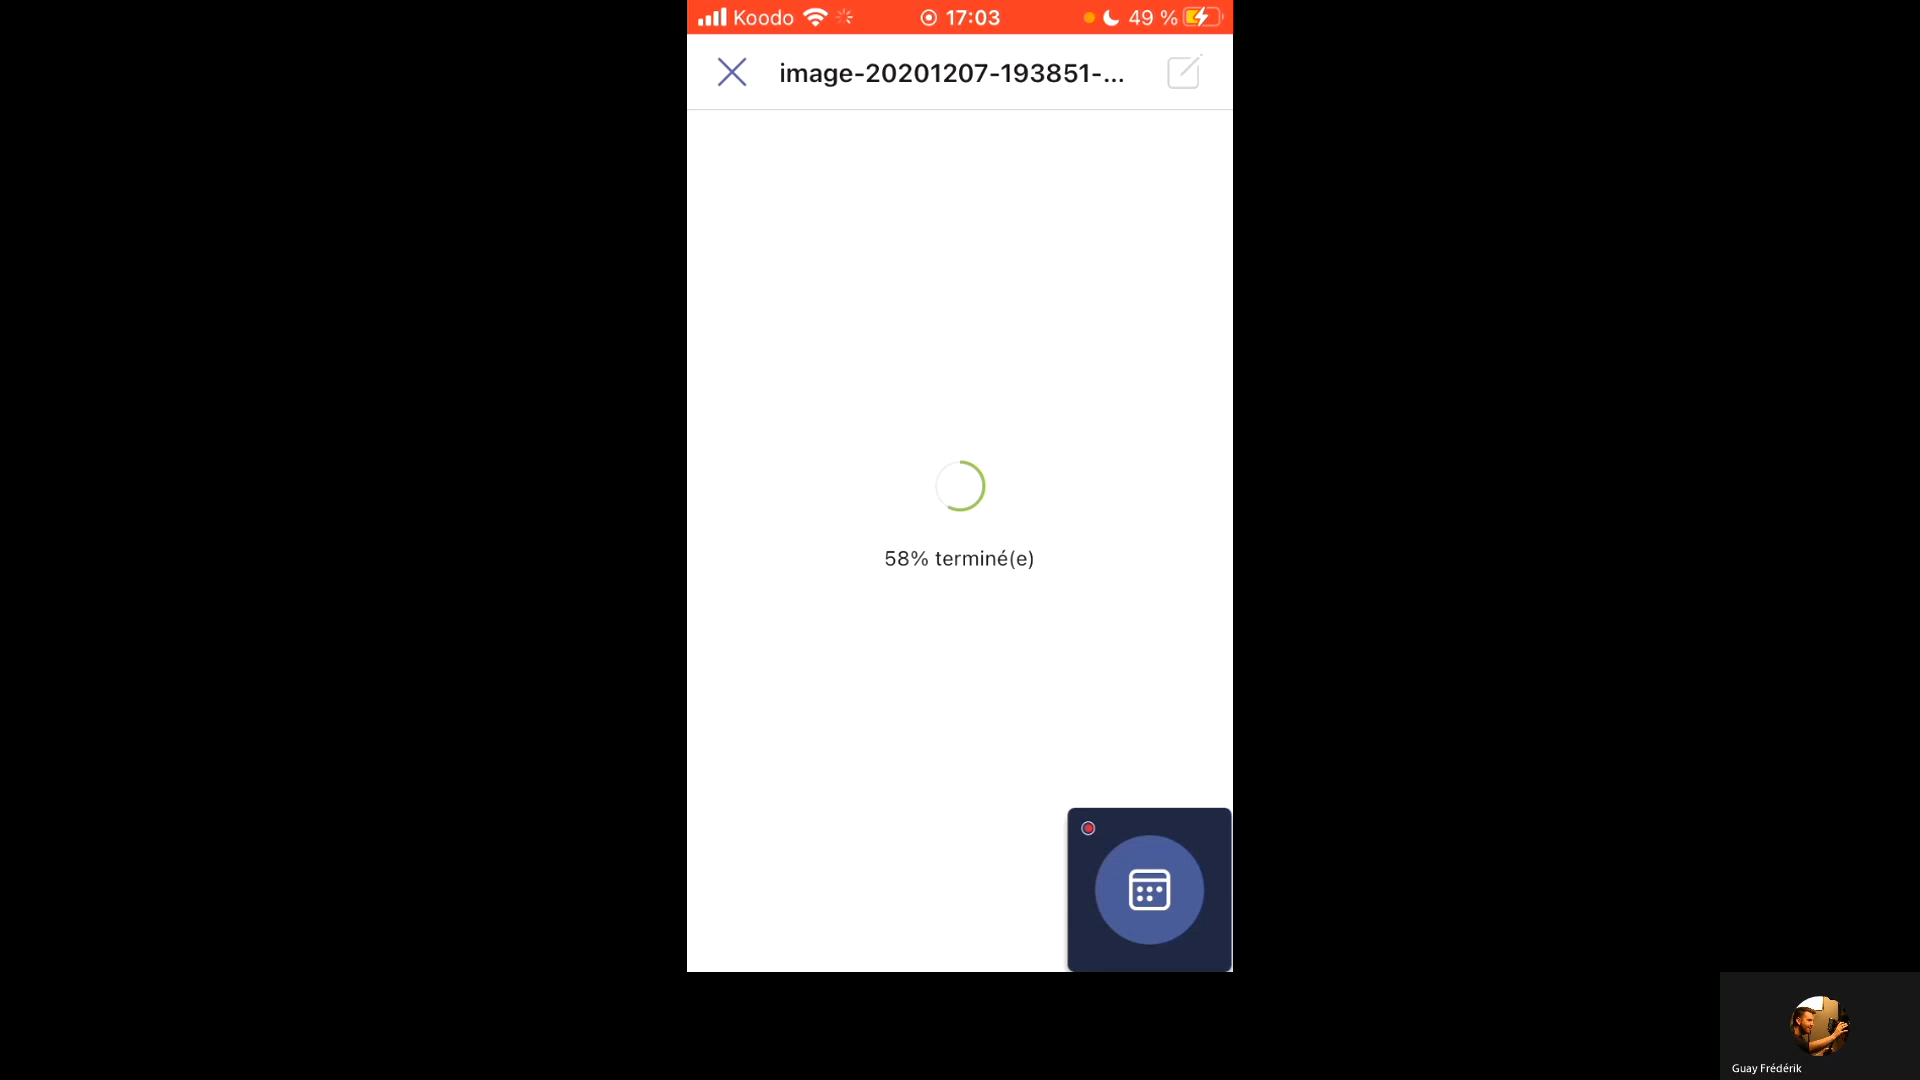 Koodo 17:03 49 %
image-20201207-193851-...
58% terminé(e)
Guay Frédérik